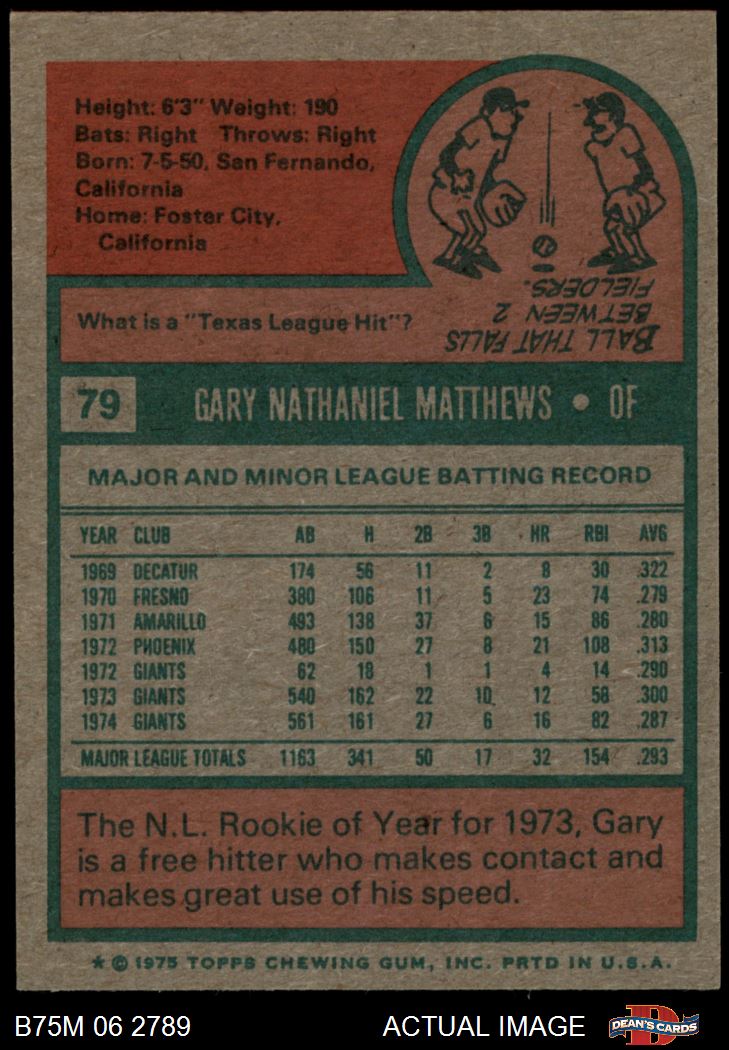 Height: 6'3" Weight: 190
Bats: Right Throws: Right
Born: 7-5-50, San Fernando,
California
Home: Foster City,
California
What is a "Texas League Hit"?
BALL THAT FALLS
BETWEEN 2
FIELDERS.
79 GARY NATHANIEL MATTHEWS • OF
MAJOR AND MINOR LEAGUE BATTING RECORD
YEAR CLUB AB H 2B 3B HR RBI AVG
1969 DECATUR 174 56 11 2 8 30 .322
1970 FRESNO 380 106 11 5 23 74 .279
1971 AMARILLO 493 138 37 6 15 86 .280
1972 PHOENIX 480 150 27 8 21 108 .313
1972 GIANTS 62 18 1 1 4 14 .290
1973 GIANTS 540 162 22 10 12 58 .300
1974 GIANTS 561 161 27 6 16 82 .287
MAJOR LEAGUE TOTALS 1163 341 50 17 32 154 .293
The N.L. Rookie of Year for 1973, Gary
is a free hitter who makes contact and
makes great use of his speed.
★ © 1975 TOPPS CHEWING GUM, INC. PRTD IN U.S.A.
B75M 06 2789 ACTUAL IMAGE D DEAN'S CARDS